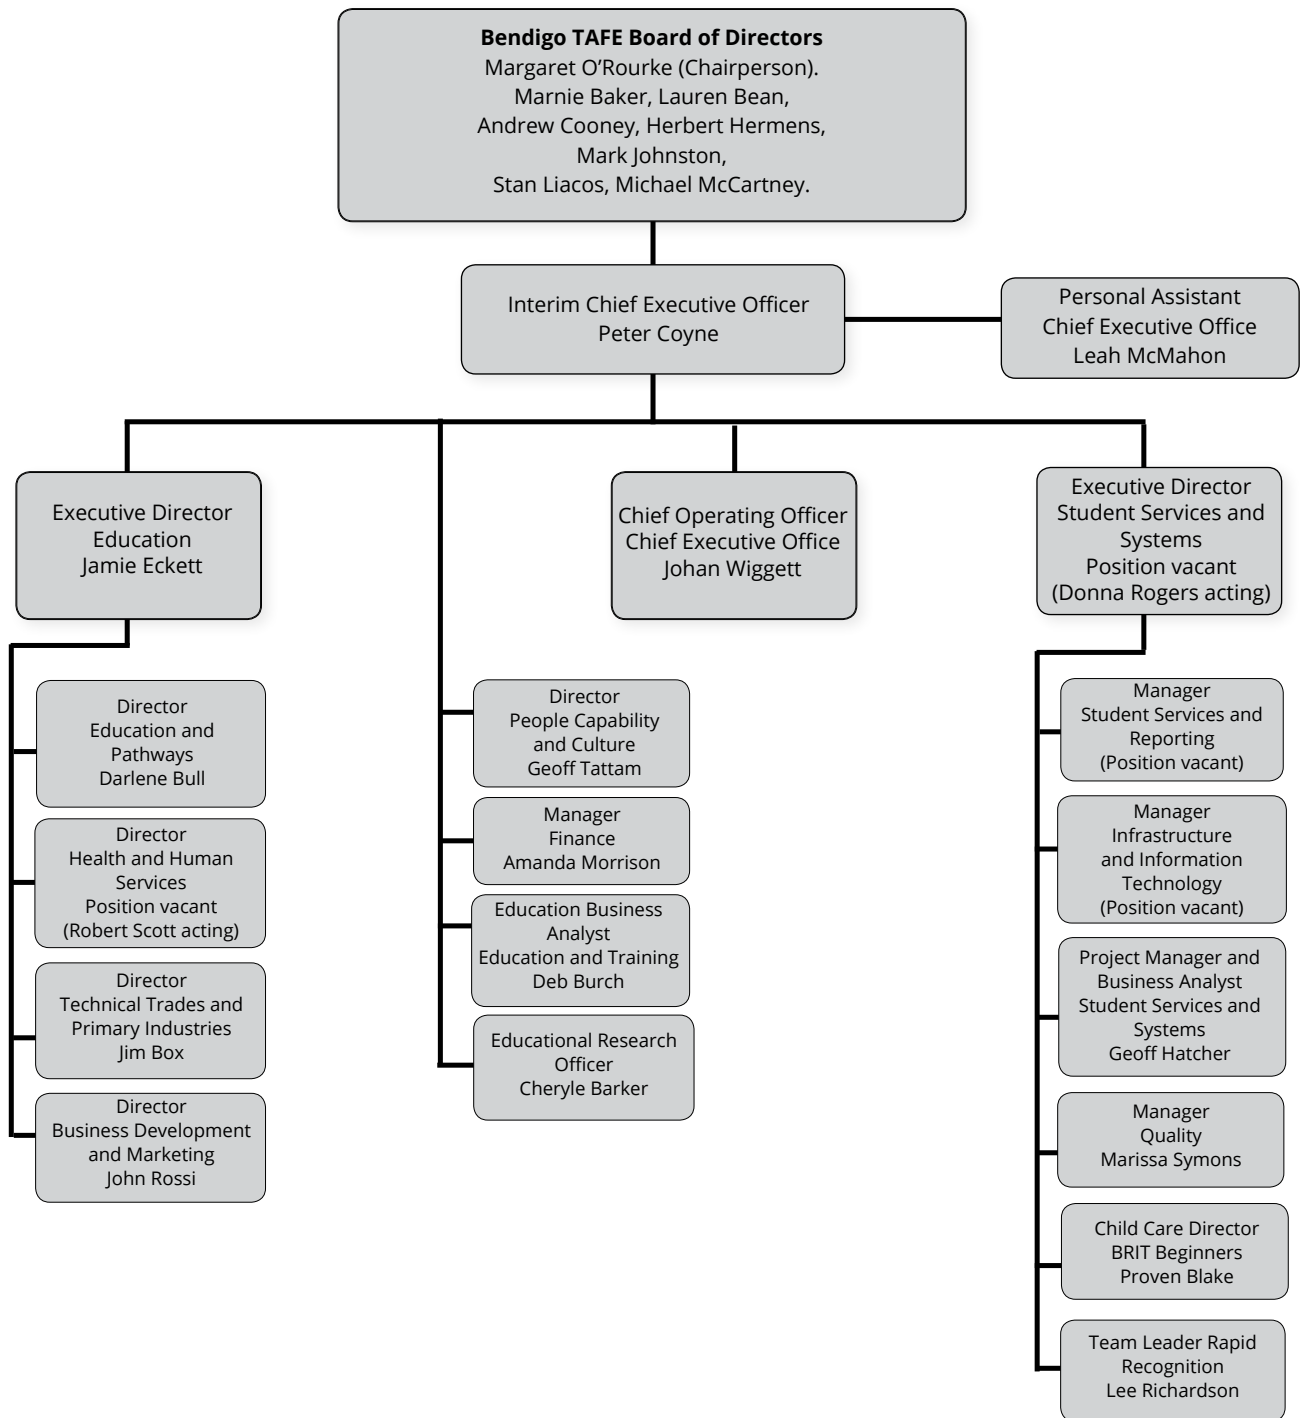 Bendigo TAFE Board of Directors
Margaret O’Rourke (Chairperson).
Marnie Baker, Lauren Bean,
Andrew Cooney, Herbert Hermens,
Mark Johnston,
Stan Liacos, Michael McCartney.
Interim Chief Executive Officer
Peter Coyne
Personal Assistant
Chief Executive Office
Leah McMahon
Executive Director
Education
Jamie Eckett
Chief Operating Officer
Chief Executive Office
Johan Wiggett
Executive Director
Student Services and
Systems
Position vacant
(Donna Rogers acting)
Director
Education and
Pathways
Darlene Bull
Director
Health and Human
Services
Position vacant
(Robert Scott acting)
Director
Technical Trades and
Primary Industries
Jim Box
Director
Business Development
and Marketing
John Rossi
Director
People Capability
and Culture
Geoff Tattam
Manager
Finance
Amanda Morrison
Education Business
Analyst
Education and Training
Deb Burch
Educational Research
Officer
Cheryle Barker
Manager
Student Services and
Reporting
(Position vacant)
Manager
Infrastructure
and Information
Technology
(Position vacant)
Project Manager and
Business Analyst
Student Services and
Systems
Geoff Hatcher
Manager
Quality
Marissa Symons
Child Care Director
BRIT Beginners
Proven Blake
Team Leader Rapid
Recognition
Lee Richardson